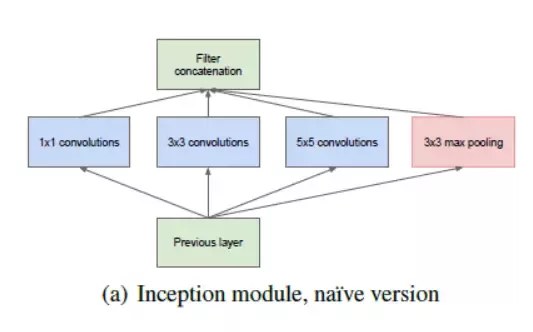 Filter
concatenation
1x1 convolutions
3x3 convolutions
5x5 convolutions
3x3 max pooling
Previous layer
(a) Inception module, naïve version